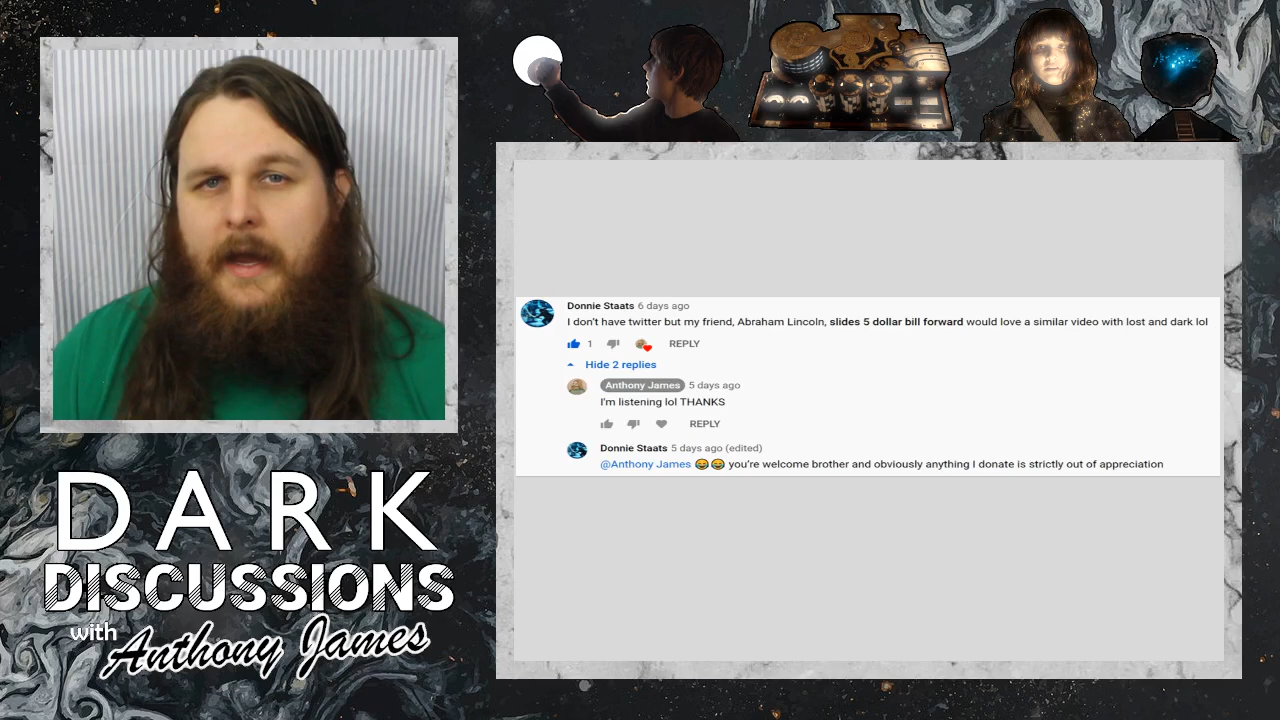 DARK
DISCUSSIONS
with Anthony James
Donnie Staats 6 days ago
I don't have twitter but my friend, Abraham Lincoln, slides 5 dollar bill forward would love a similar video with lost and dark lol
1 REPLY
Hide 2 replies
Anthony James 5 days ago
I'm listening lol THANKS
REPLY
Donnie Staats 5 days ago (edited)
@Anthony James 😂😂 you're welcome brother and obviously anything I donate is strictly out of appreciation